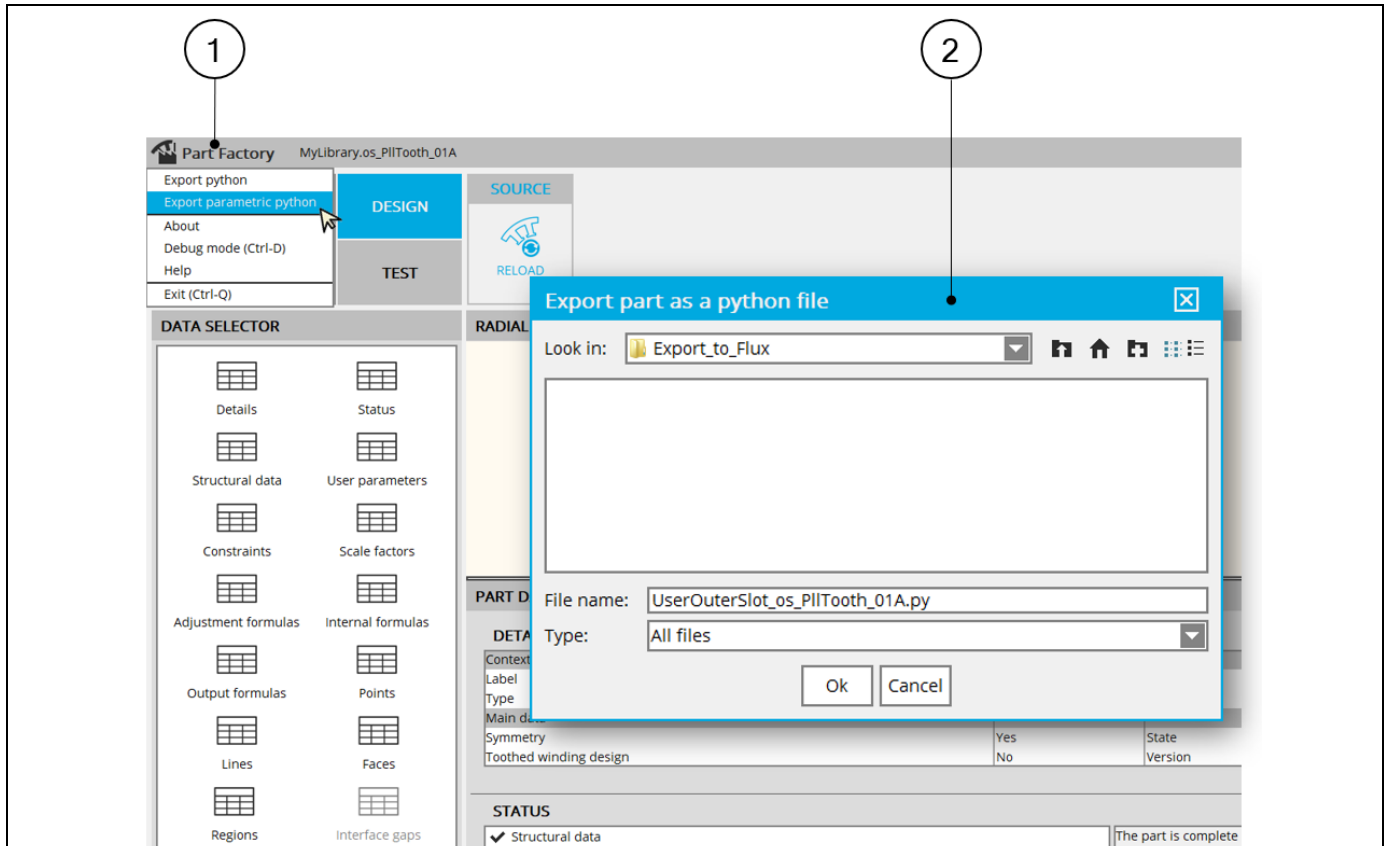 1
2
Part Factory MyLibrary.os_PllTooth_01A
Export python
Export parametric python
About
Debug mode (Ctrl-D)
Help
Exit (Ctrl-Q)
DESIGN
TEST
SOURCE
RELOAD
DATA SELECTOR
Details Status
Structural data User parameters
Constraints Scale factors
Adjustment formulas Internal formulas
Output formulas Points
Lines Faces
Regions Interface gaps
RADIAL
Export part as a python file
Look in: Export_to_Flux
File name: UserOuterSlot_os_PllTooth_01A.py
Type: All files
Ok Cancel
PART D
DETA
Context
Label
Type
Main da
Symmetry Yes State
Toothed winding design No Version
STATUS
Structural data The part is complete